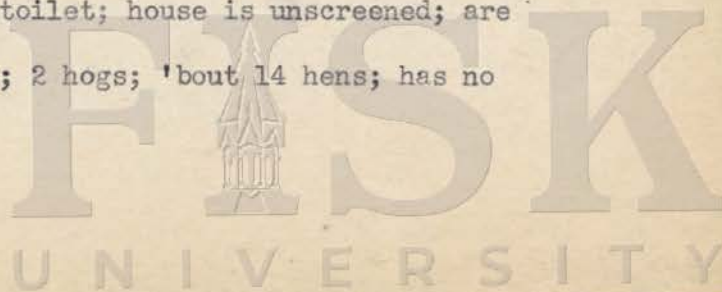 toilet; house is unscreened; are
; 2 hogs; 'bout 14 hens; has no
FISK
UNIVERSITY